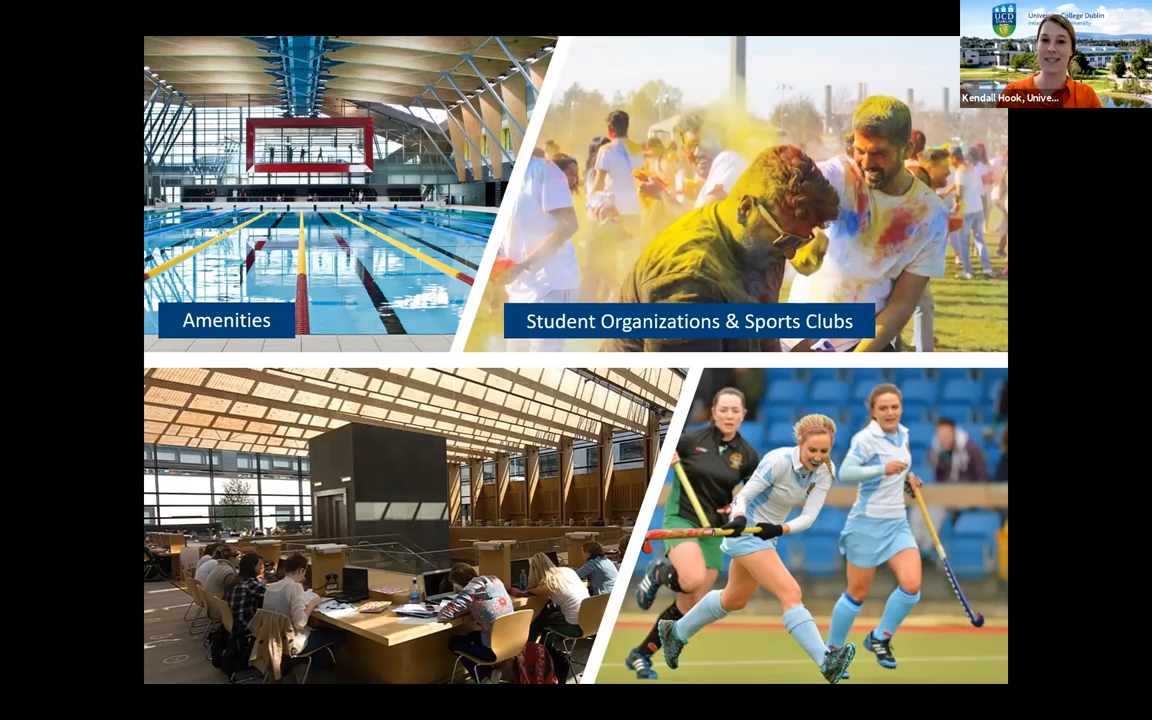 UCD
DUBLIN
University College Dublin
Kendall Hook, Unive...
Amenities
Student Organizations & Sports Clubs